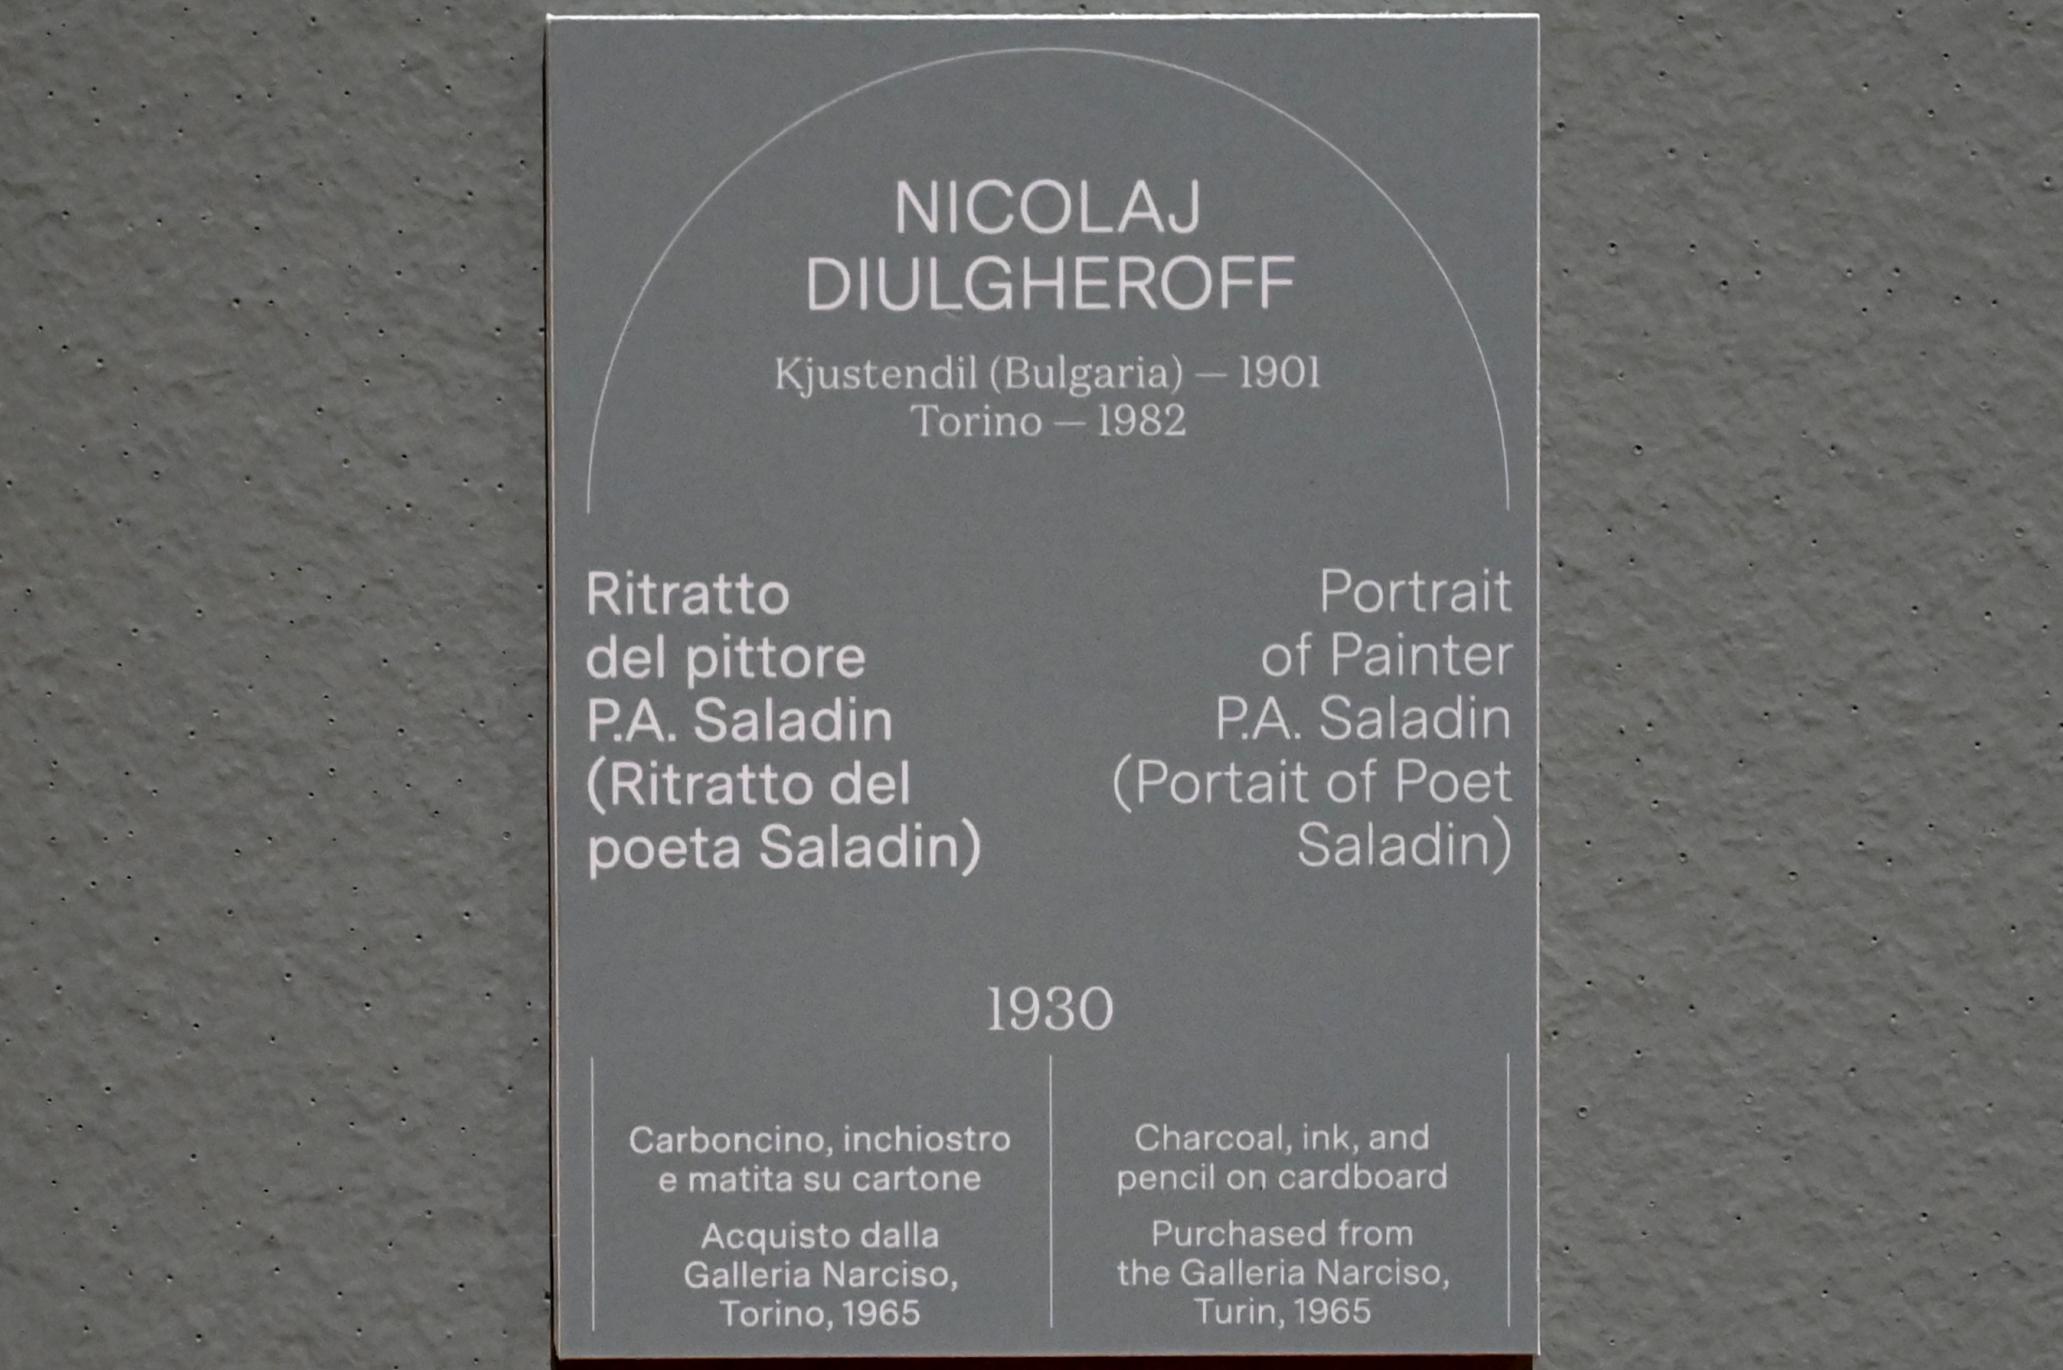 NICOLAJ
DIULGHEROFF
Kjustendil (Bulgaria) — 1901
Torino — 1982
Ritratto
del pittore
P.A. Saladin
(Ritratto del
poeta Saladin)
Portrait
of Painter
P.A. Saladin
(Portait of Poet
Saladin)
1930
Carboncino, inchiostro
e matita su cartone
Acquisto dalla
Galleria Narciso,
Torino, 1965
Charcoal, ink, and
pencil on cardboard
Purchased from
the Galleria Narciso,
Turin, 1965